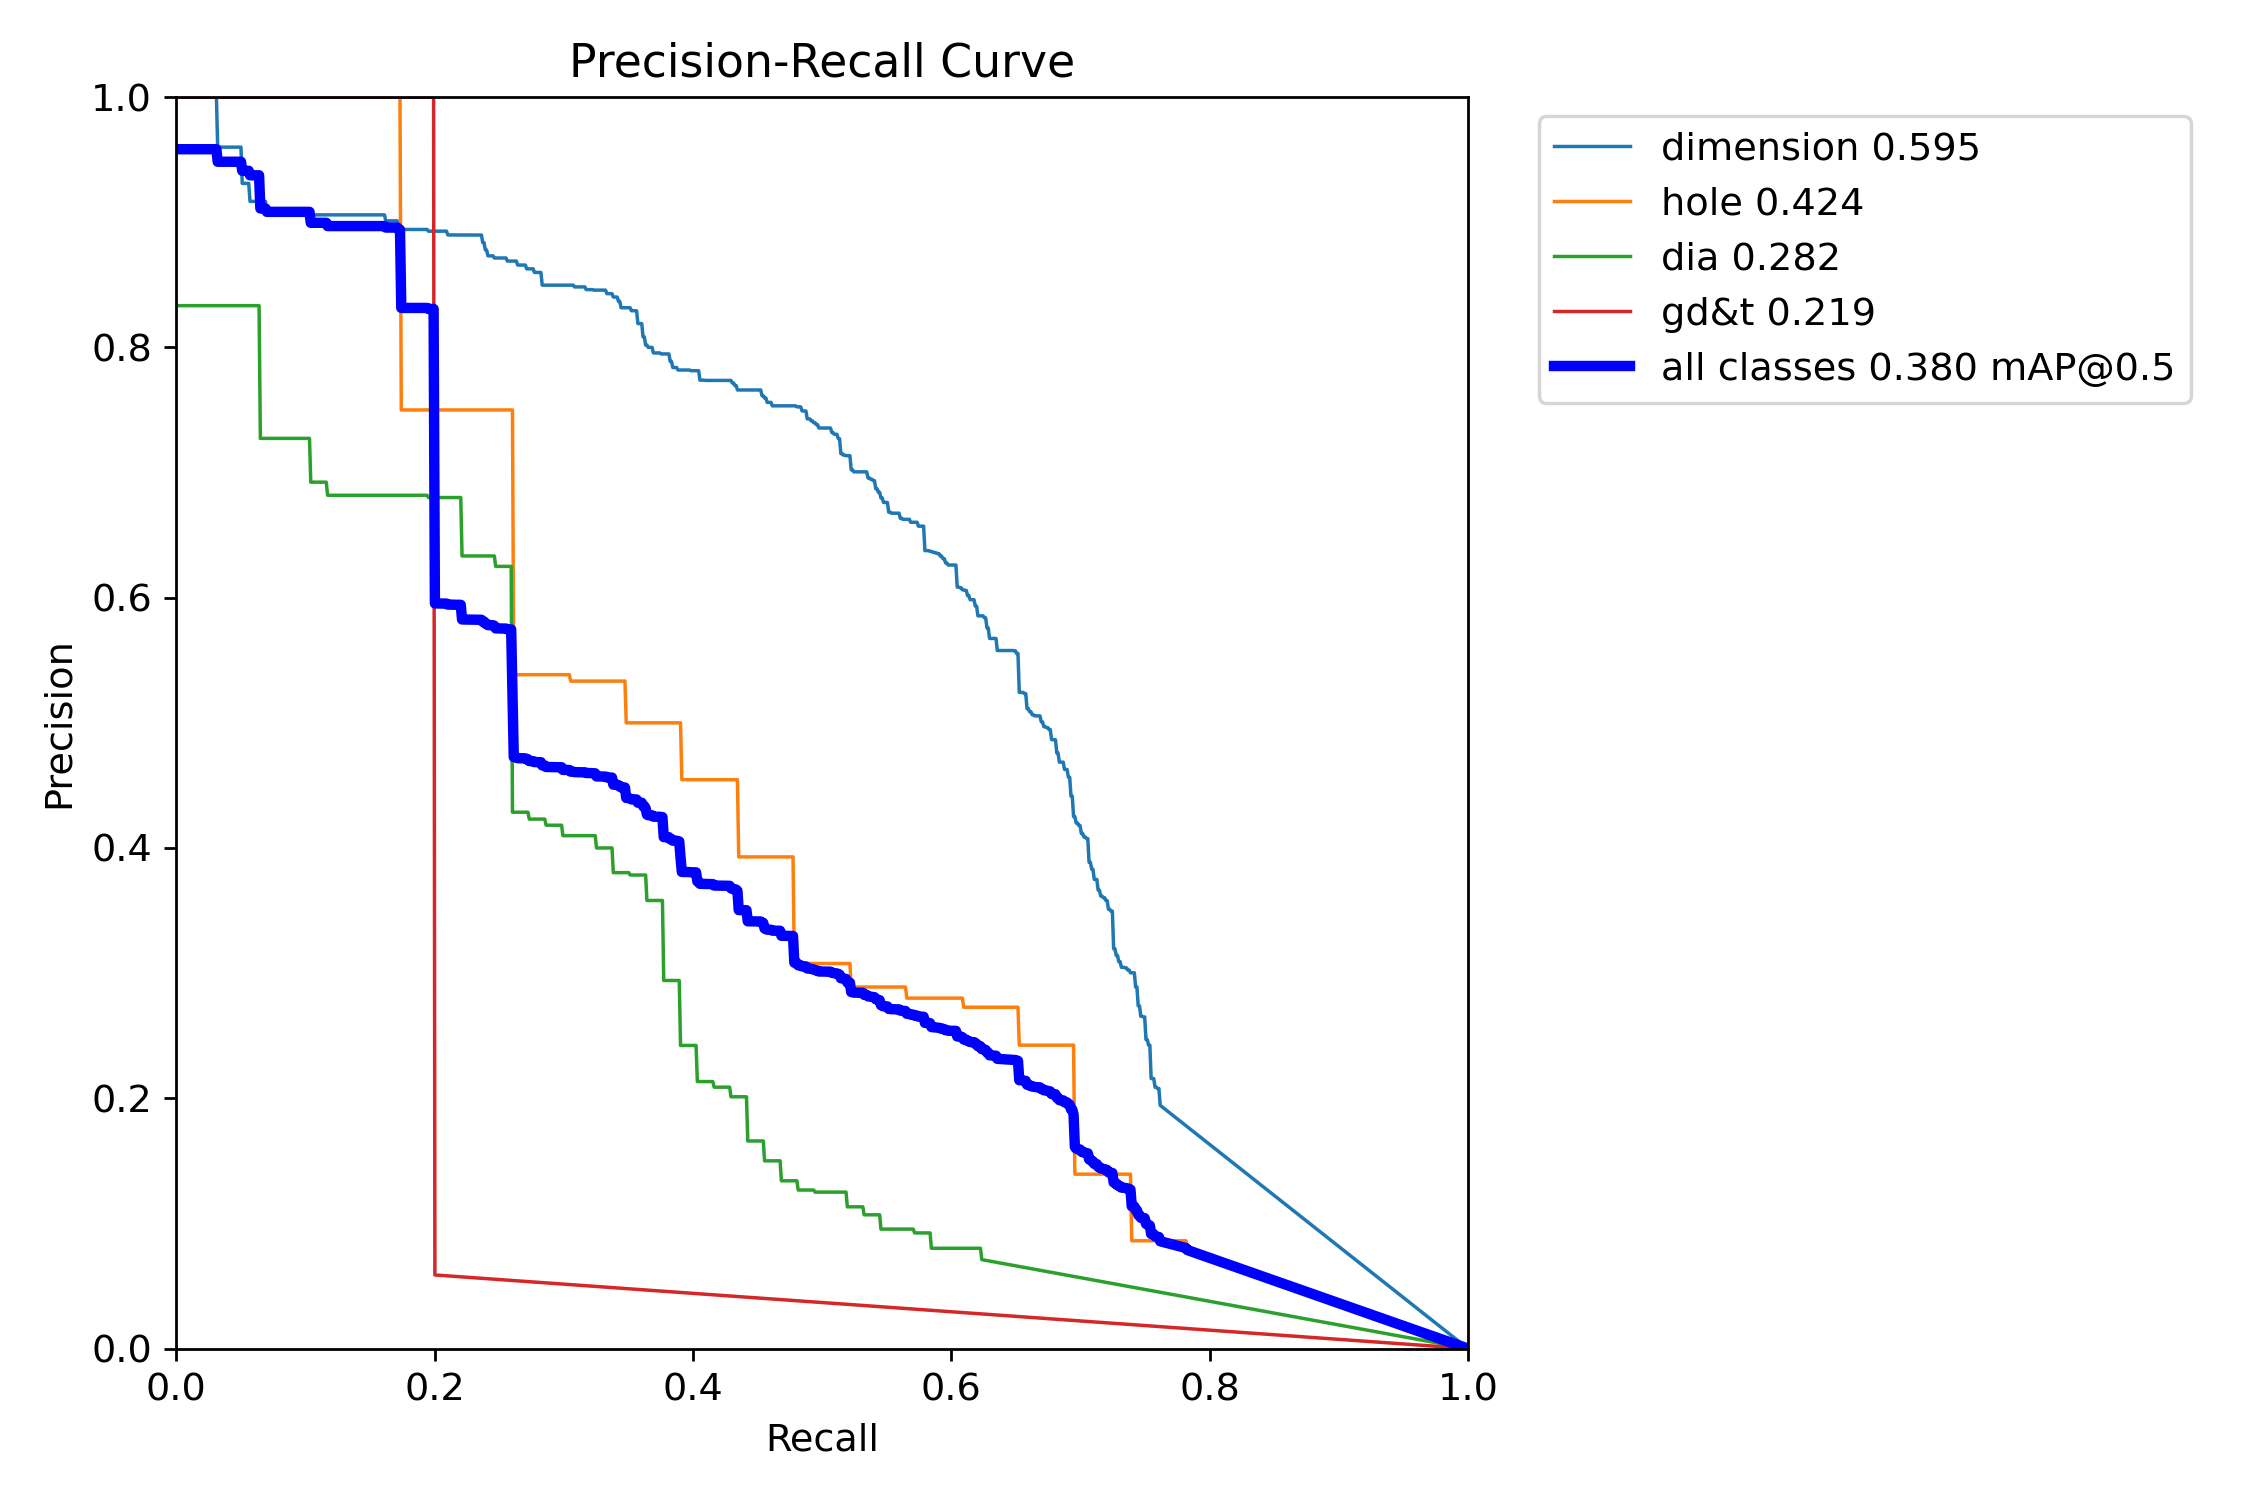 Precision-Recall Curve
1.0
0.8
0.6
0.4
0.2
0.0
Precision
0.0 0.2 0.4 0.6 0.8 1.0
Recall
dimension 0.595
hole 0.424
dia 0.282
gd&t 0.219
all classes 0.380 mAP@0.5